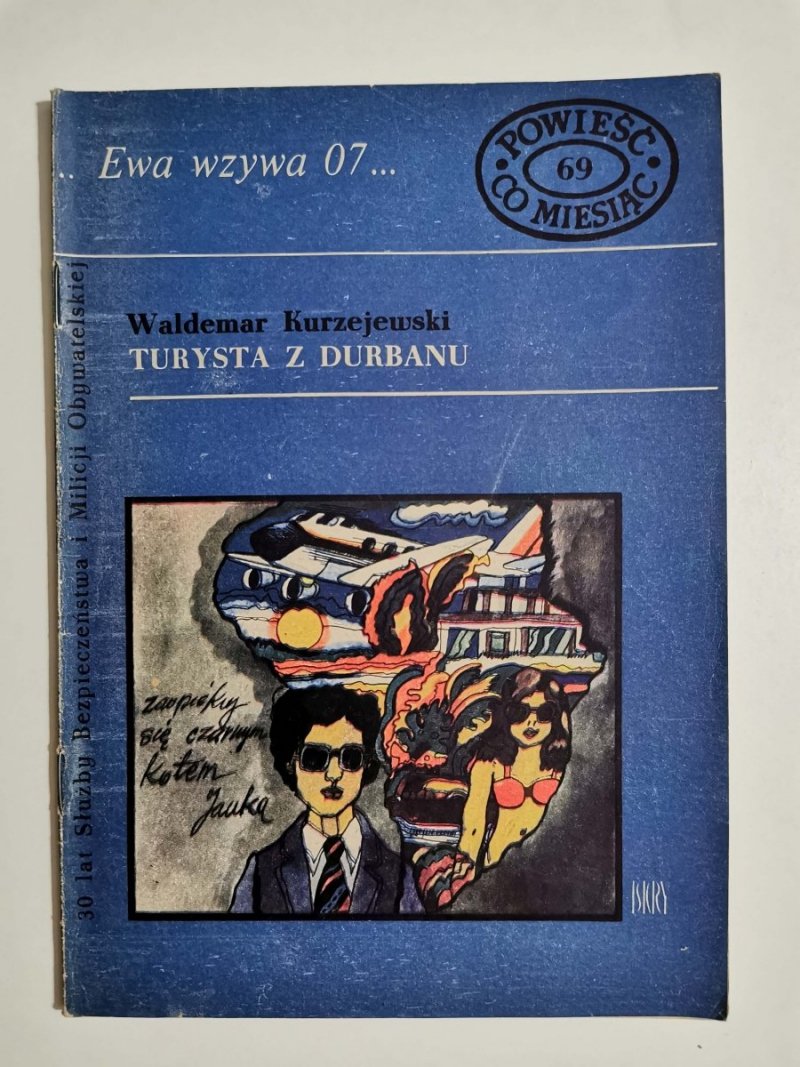 .. Ewa wzywa 07...
POWIEŚĆ
69
CO MIESIĄC
Waldemar Kurzejewski
TURYSTA Z DURBANU
30 lat Służby Bezpieczeństwa i Milicji Obywatelskiej
zaopiekuj
się czarnym
kotem
Janka
ISKRY